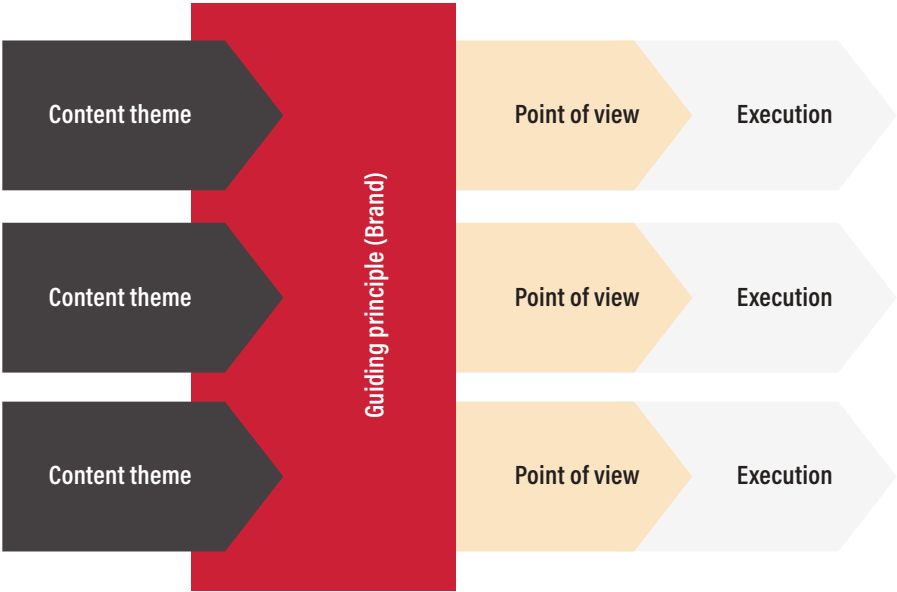 Content theme
Point of view
Execution
Guiding principle (Brand)
Content theme
Point of view
Execution
Content theme
Point of view
Execution